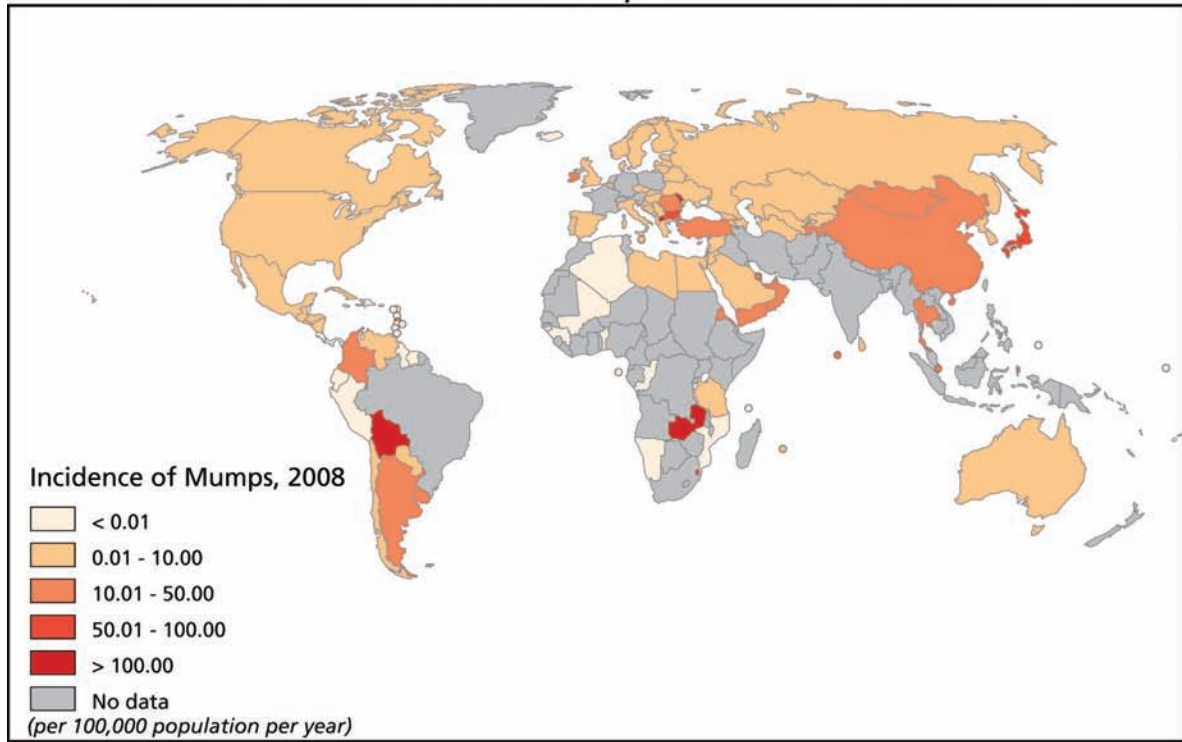 Incidence of Mumps, 2008
< 0.01
0.01 - 10.00
10.01 - 50.00
50.01 - 100.00
> 100.00
No data
(per 100,000 population per year)